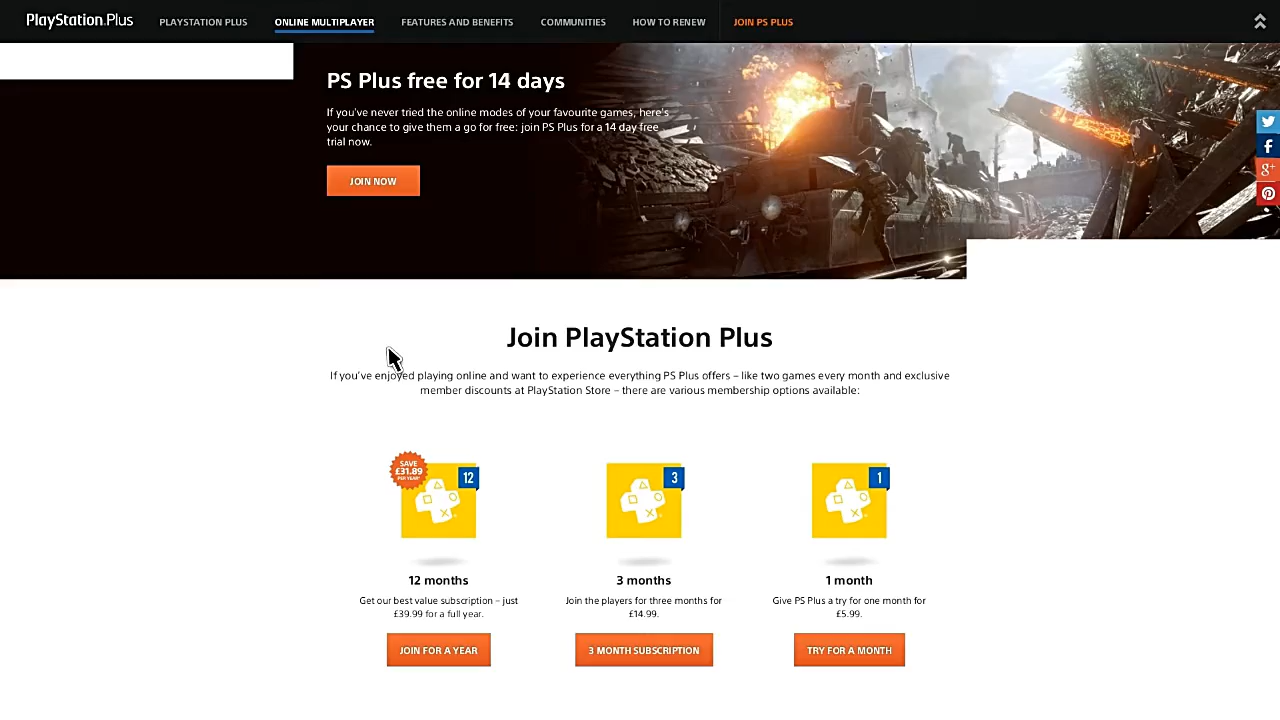 PlayStation.Plus PLAYSTATION PLUS ONLINE MULTIPLAYER FEATURES AND BENEFITS COMMUNITIES HOW TO RENEW JOIN PS PLUS
PS Plus free for 14 days
If you've never tried the online modes of your favourite games, here's
your chance to give them a go for free: join PS Plus for a 14 day free
trial now.
JOIN NOW
Join PlayStation Plus
If you've enjoyed playing online and want to experience everything PS Plus offers – like two games every month and exclusive
member discounts at PlayStation Store – there are various membership options available:
SAVE
£31.89
PER YEAR*
12
3
1
12 months
Get our best value subscription – just
£39.99 for a full year.
JOIN FOR A YEAR
3 months
Join the players for three months for
£14.99.
3 MONTH SUBSCRIPTION
1 month
Give PS Plus a try for one month for
£5.99.
TRY FOR A MONTH